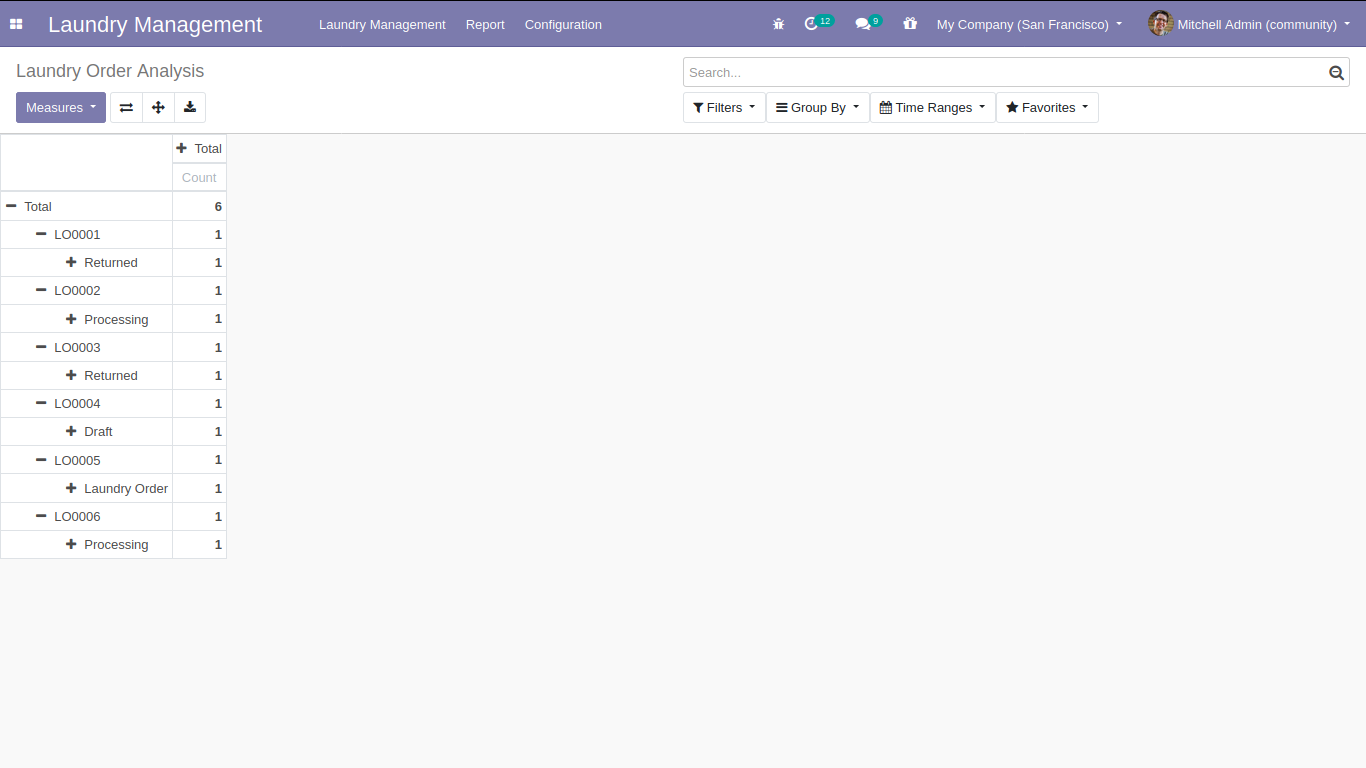 Laundry Management Laundry Management Report Configuration 12 9 My Company (San Francisco) Mitchell Admin (community)
Laundry Order Analysis Search...
Measures Filters Group By Time Ranges Favorites
Total
Count
Total 6
LO0001 1
Returned 1
LO0002 1
Processing 1
LO0003 1
Returned 1
LO0004 1
Draft 1
LO0005 1
Laundry Order 1
LO0006 1
Processing 1